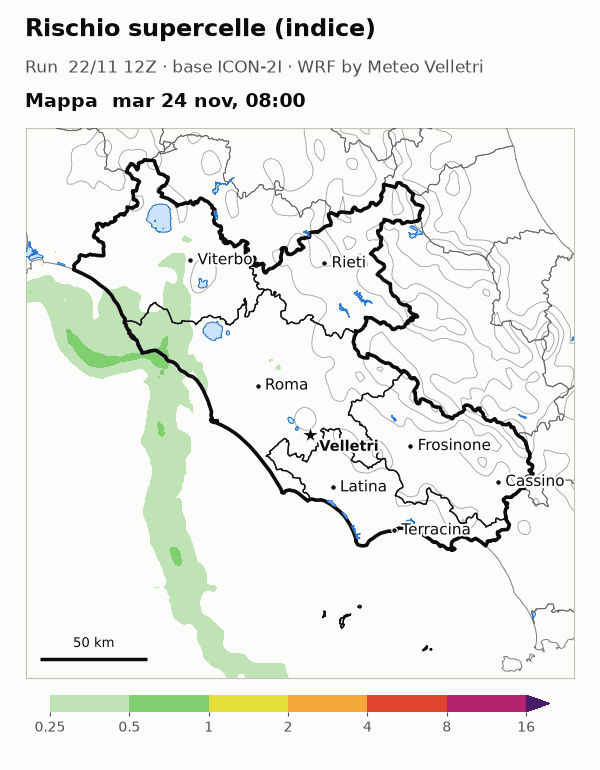 Rischio supercelle (indice)
Run  22/11 12Z · base ICON-2I · WRF by Meteo Velletri
Mappa  mar 24 nov, 08:00
Viterbo
Rieti
Roma
Velletri
Frosinone
Cassino
Latina
Terracina
50 km
0.25 0.5 1 2 4 8 16